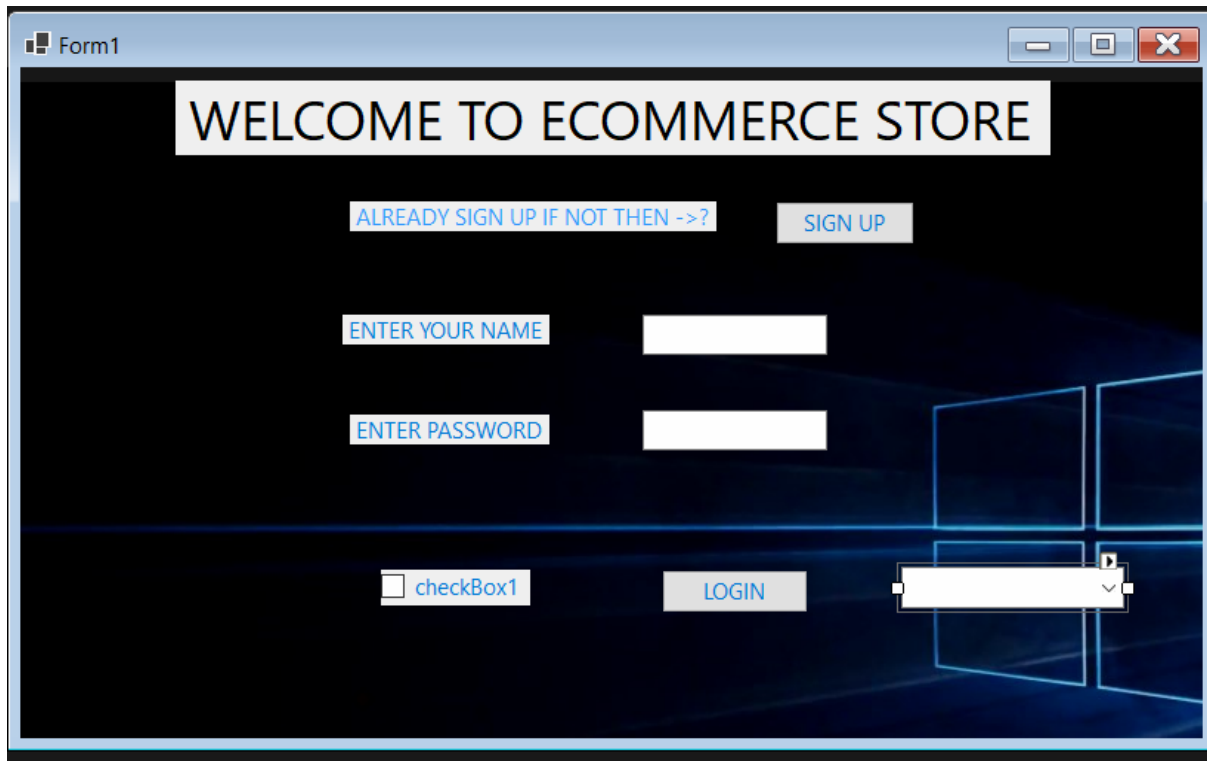 Form1
WELCOME TO ECOMMERCE STORE
ALREADY SIGN UP IF NOT THEN ->?
SIGN UP
ENTER YOUR NAME
ENTER PASSWORD
checkBox1
LOGIN